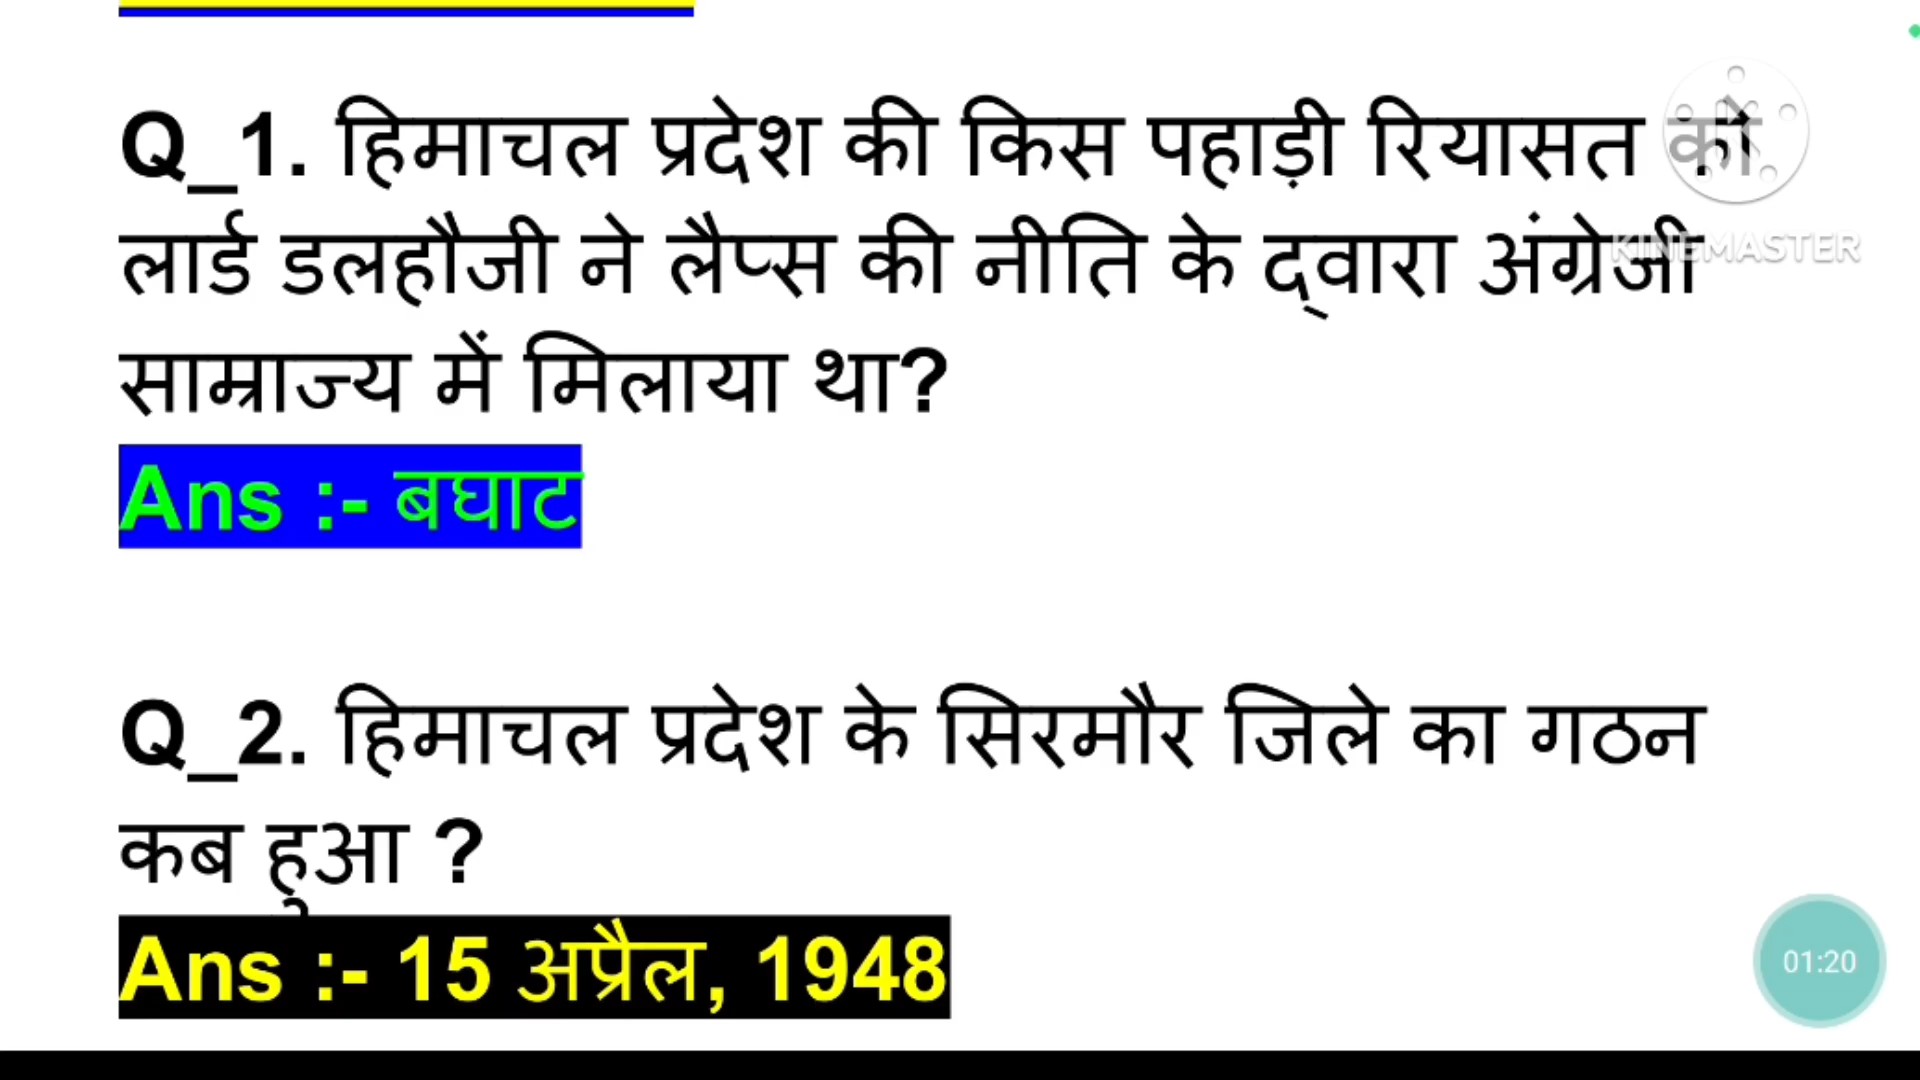 Q_1. हिमाचल प्रदेश की किस पहाड़ी रियासत को
लार्ड डलहौजी ने लैप्स की नीति के द्वारा अंग्रेजी
साम्राज्य में मिलाया था?
Ans :- बघाट
Q_2. हिमाचल प्रदेश के सिरमौर जिले का गठन
कब हुआ ?
Ans :- 15 अप्रैल, 1948
KINEMASTER
01:20